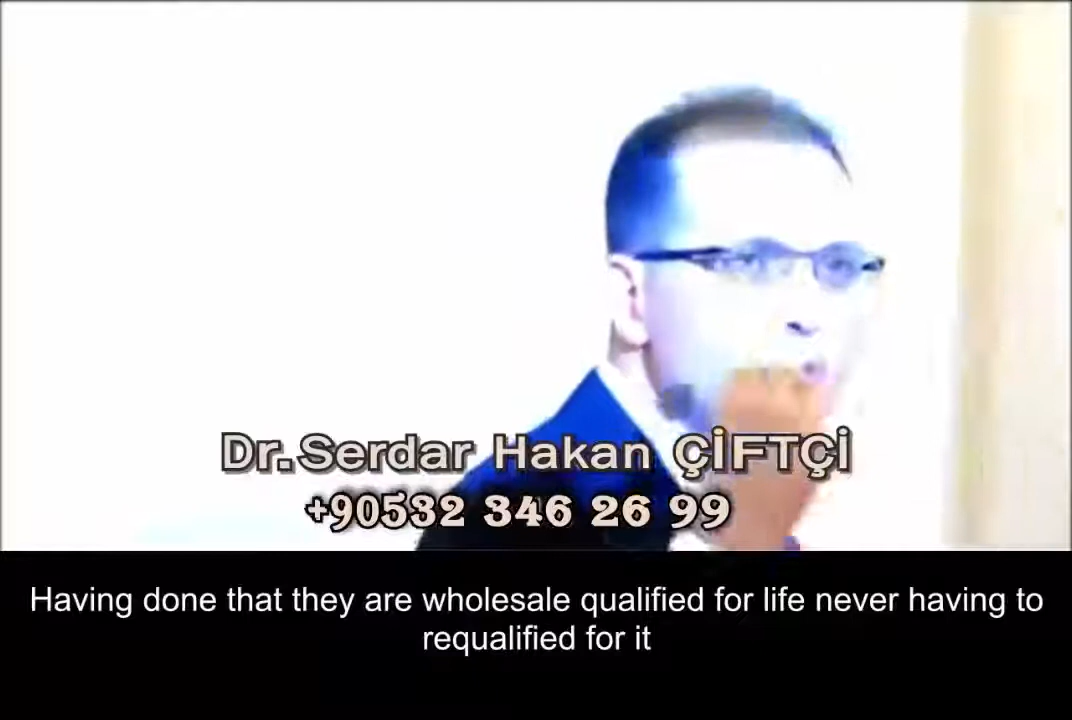 Dr. Serdar Hakan ÇİFTÇİ
+90532 346 26 99
Having done that they are wholesale qualified for life never having to
requalified for it